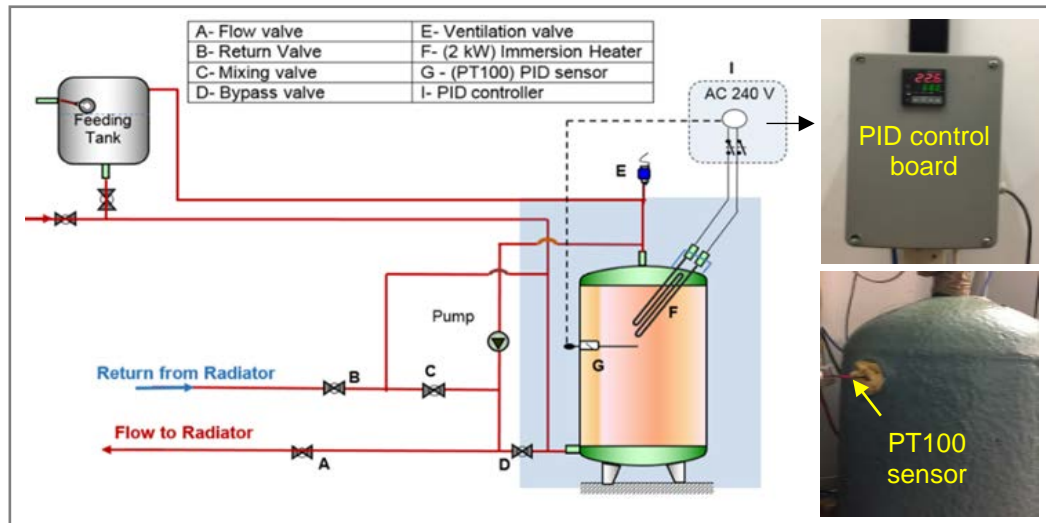 A- Flow valve
E- Ventilation valve
B- Return Valve
F- (2 kW) Immersion Heater
C- Mixing valve
G - (PT100) PID sensor
D- Bypass valve
I- PID controller
I
AC 240 V
Feeding
Tank
E
PID control
board
F
Pump
G
Return from Radiator
B
C
Flow to Radiator
A
D
PT100
sensor